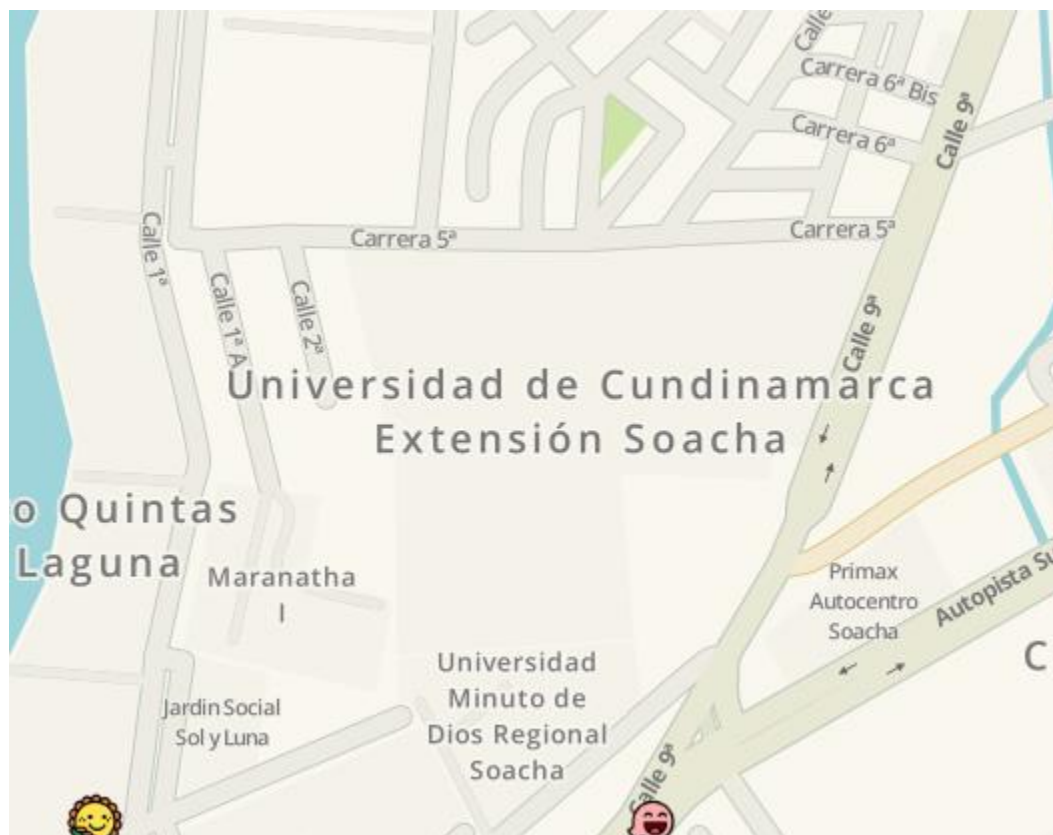 Calle
Carrera 6ª Bis
Carrera 6ª
Calle 9ª
Calle 1ª
Carrera 5ª
Carrera 5ª
Calle 1ª A
Calle 2ª
Calle 9ª
Universidad de Cundinamarca
Extensión Soacha
o Quintas
Laguna
Maranatha
I
Primax
Autocentro
Soacha
Autopista Su
C
Universidad
Minuto de
Dios Regional
Soacha
Jardin Social
Sol y Luna
Calle 9ª